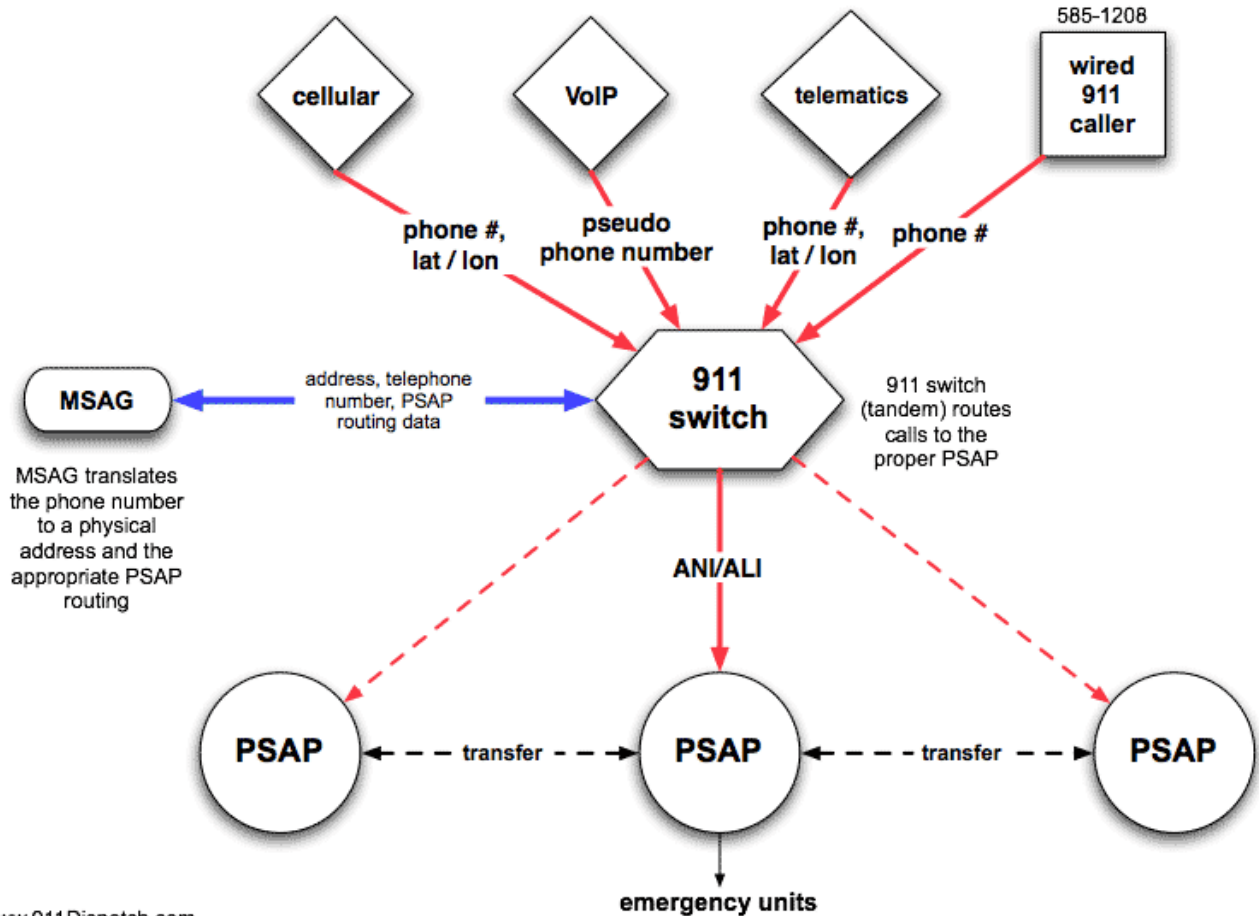 585-1208
cellular
VoIP
telematics
wired
911
caller
phone #,
lat / lon
pseudo
phone number
phone #,
lat / lon
phone #
MSAG
address, telephone
number, PSAP
routing data
911
switch
911 switch
(tandem) routes
calls to the
proper PSAP
MSAG translates
the phone number
to a physical
address and the
appropriate PSAP
routing
ANI/ALI
PSAP
transfer
PSAP
transfer
PSAP
emergency units